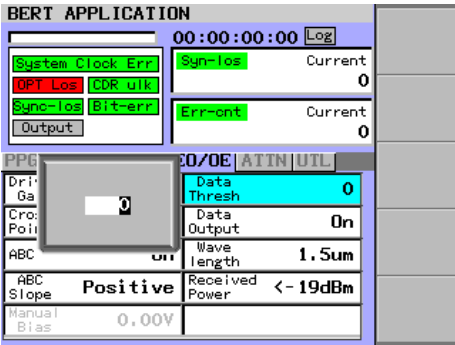 BERT APPLICATION
00:00:00:00 Log
System Clock Err
OPT Los CDR ulk
Sync-los Bit-err
Output
Syn-los Current
0
Err-cnt Current
0
PPG EO/OE ATTN UTL
0
Data Thresh 0
Data Output On
ABC
Wave length 1.5um
ABC Slope Positive
Received Power <-19dBm
Manual Bias 0.00V